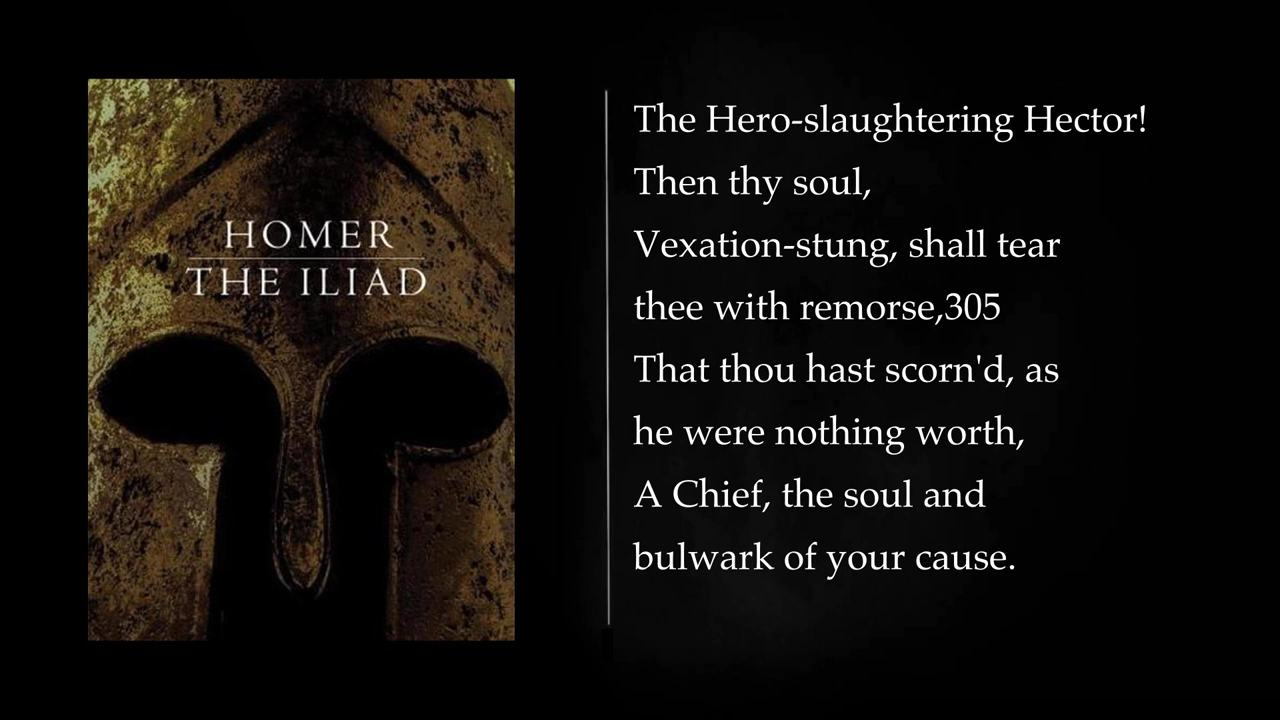 HOMER
THE ILIAD
The Hero-slaughtering Hector!
Then thy soul,
Vexation-stung, shall tear
thee with remorse,305
That thou hast scorn'd, as
he were nothing worth,
A Chief, the soul and
bulwark of your cause.